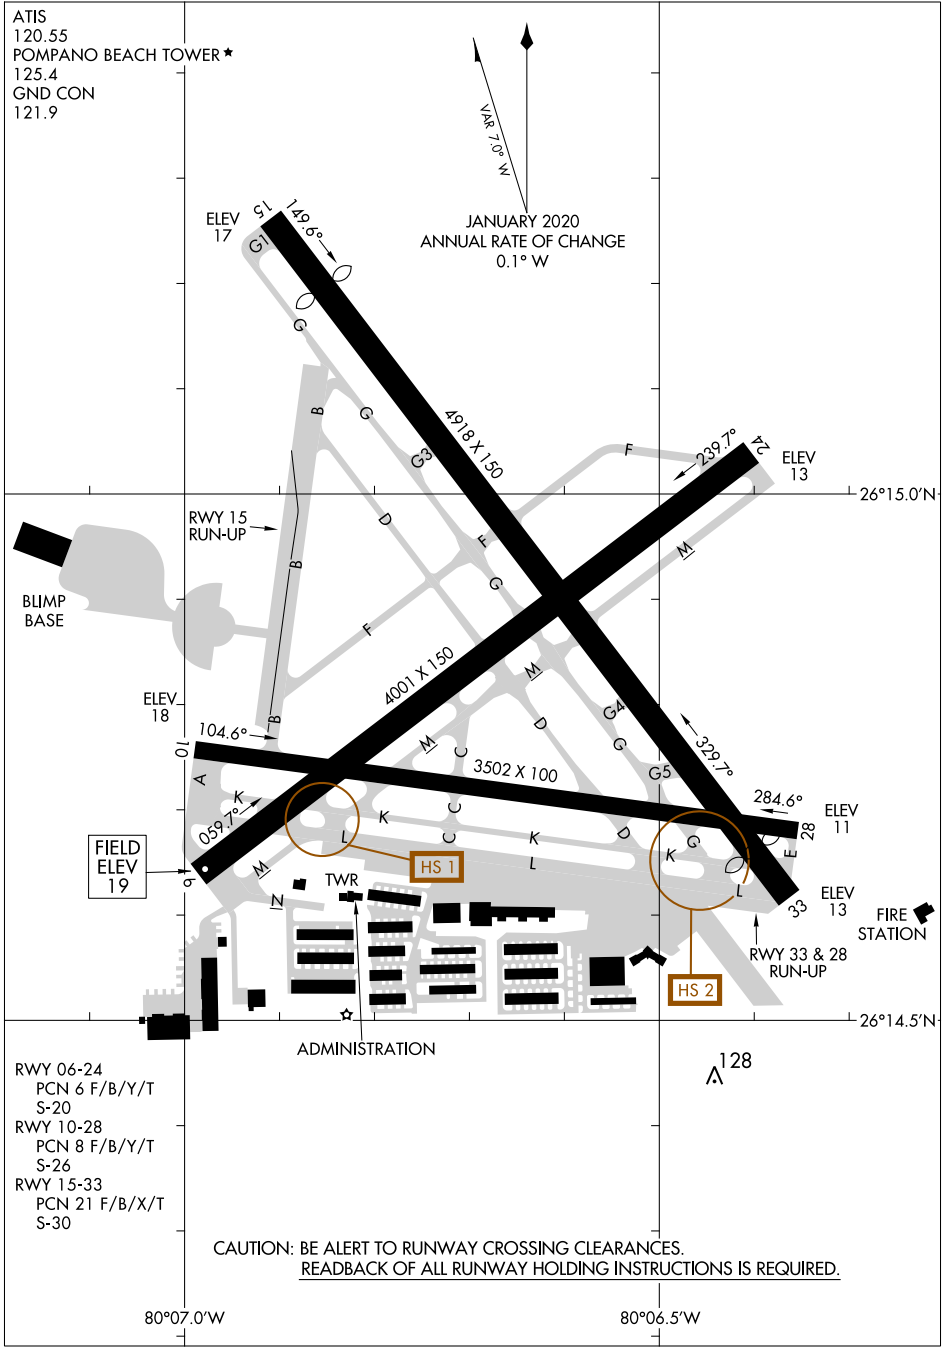 ATIS
120.55
POMPANO BEACH TOWER★
125.4
GND CON
121.9
VAR 7.0° W
JANUARY 2020
ANNUAL RATE OF CHANGE
0.1° W
ELEV
17
15
149.6°
G1
G
B
G
G3
4918 X 150
F
239.7°
24
ELEV
13
26°15.0'N
RWY 15
RUN-UP
D
F
M
B
G
BLIMP
BASE
F
4001 X 150
M
ELEV
18
B
G4
D
104.6°
10
M
C
G
329.7°
3502 X 100
G5
A
K
059.7°
K
C
284.6°
ELEV
11
28
L
C
K
D
G
E
FIELD
ELEV
19
6
M
HS 1
L
K
L
N
TWR
33
ELEV
13
FIRE
STATION
RWY 33 & 28
RUN-UP
HS 2
26°14.5'N
ADMINISTRATION
128
RWY 06-24
PCN 6 F/B/Y/T
S-20
RWY 10-28
PCN 8 F/B/Y/T
S-26
RWY 15-33
PCN 21 F/B/X/T
S-30
CAUTION: BE ALERT TO RUNWAY CROSSING CLEARANCES.
READBACK OF ALL RUNWAY HOLDING INSTRUCTIONS IS REQUIRED.
80°07.0'W
80°06.5'W